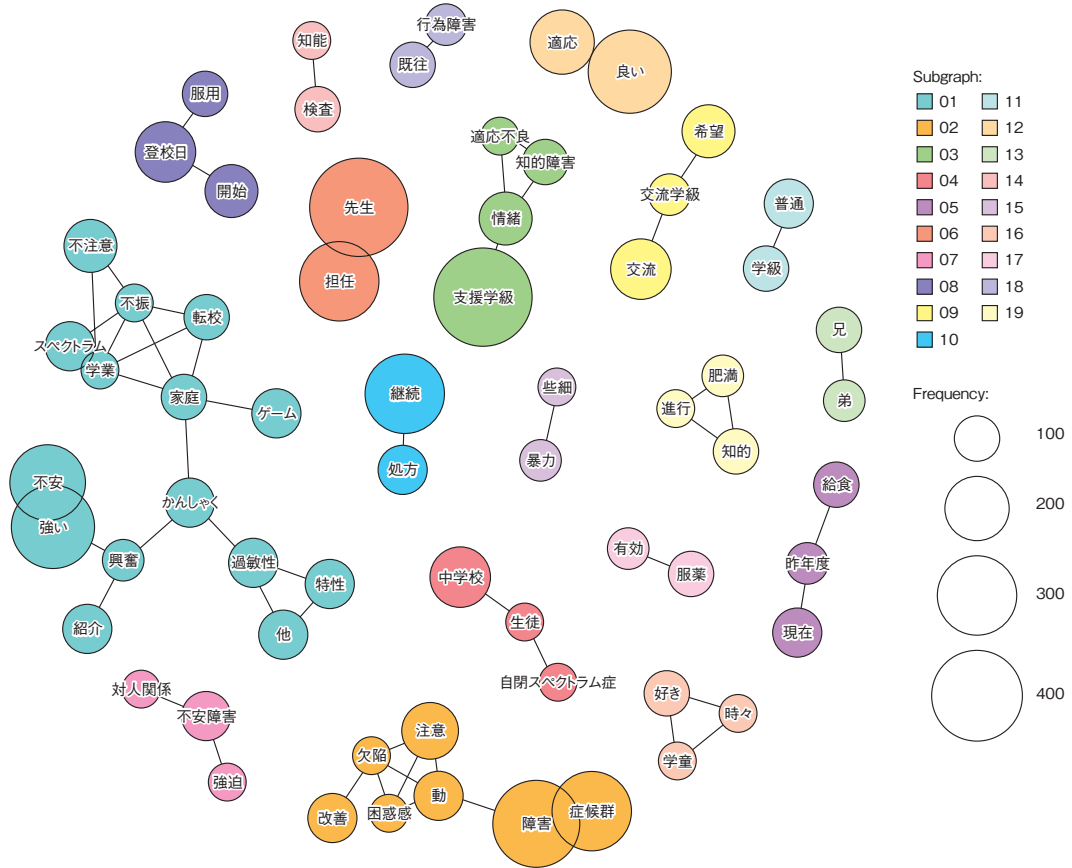 知能
行為障害
既往
検査
適応
良い
服用
登校日
開始
先生
担任
適応不良
知的障害
情緒
支援学級
希望
交流学級
交流
普通
学級
不注意
不振
転校
スペクトラム
学業
家庭
ゲーム
継続
処方
些細
暴力
肥満
進行
知的
兄
弟
不安
強い
かんしゃく
興奮
過敏性
特性
紹介
他
給食
昨年度
現在
有効
服薬
中学校
生徒
自閉スペクトラム症
対人関係
不安障害
強迫
好き
時々
学童
注意
欠陥
動
困惑感
改善
障害
症候群
Subgraph:
01
02
03
04
05
06
07
08
09
10
11
12
13
14
15
16
17
18
19
Frequency:
100
200
300
400